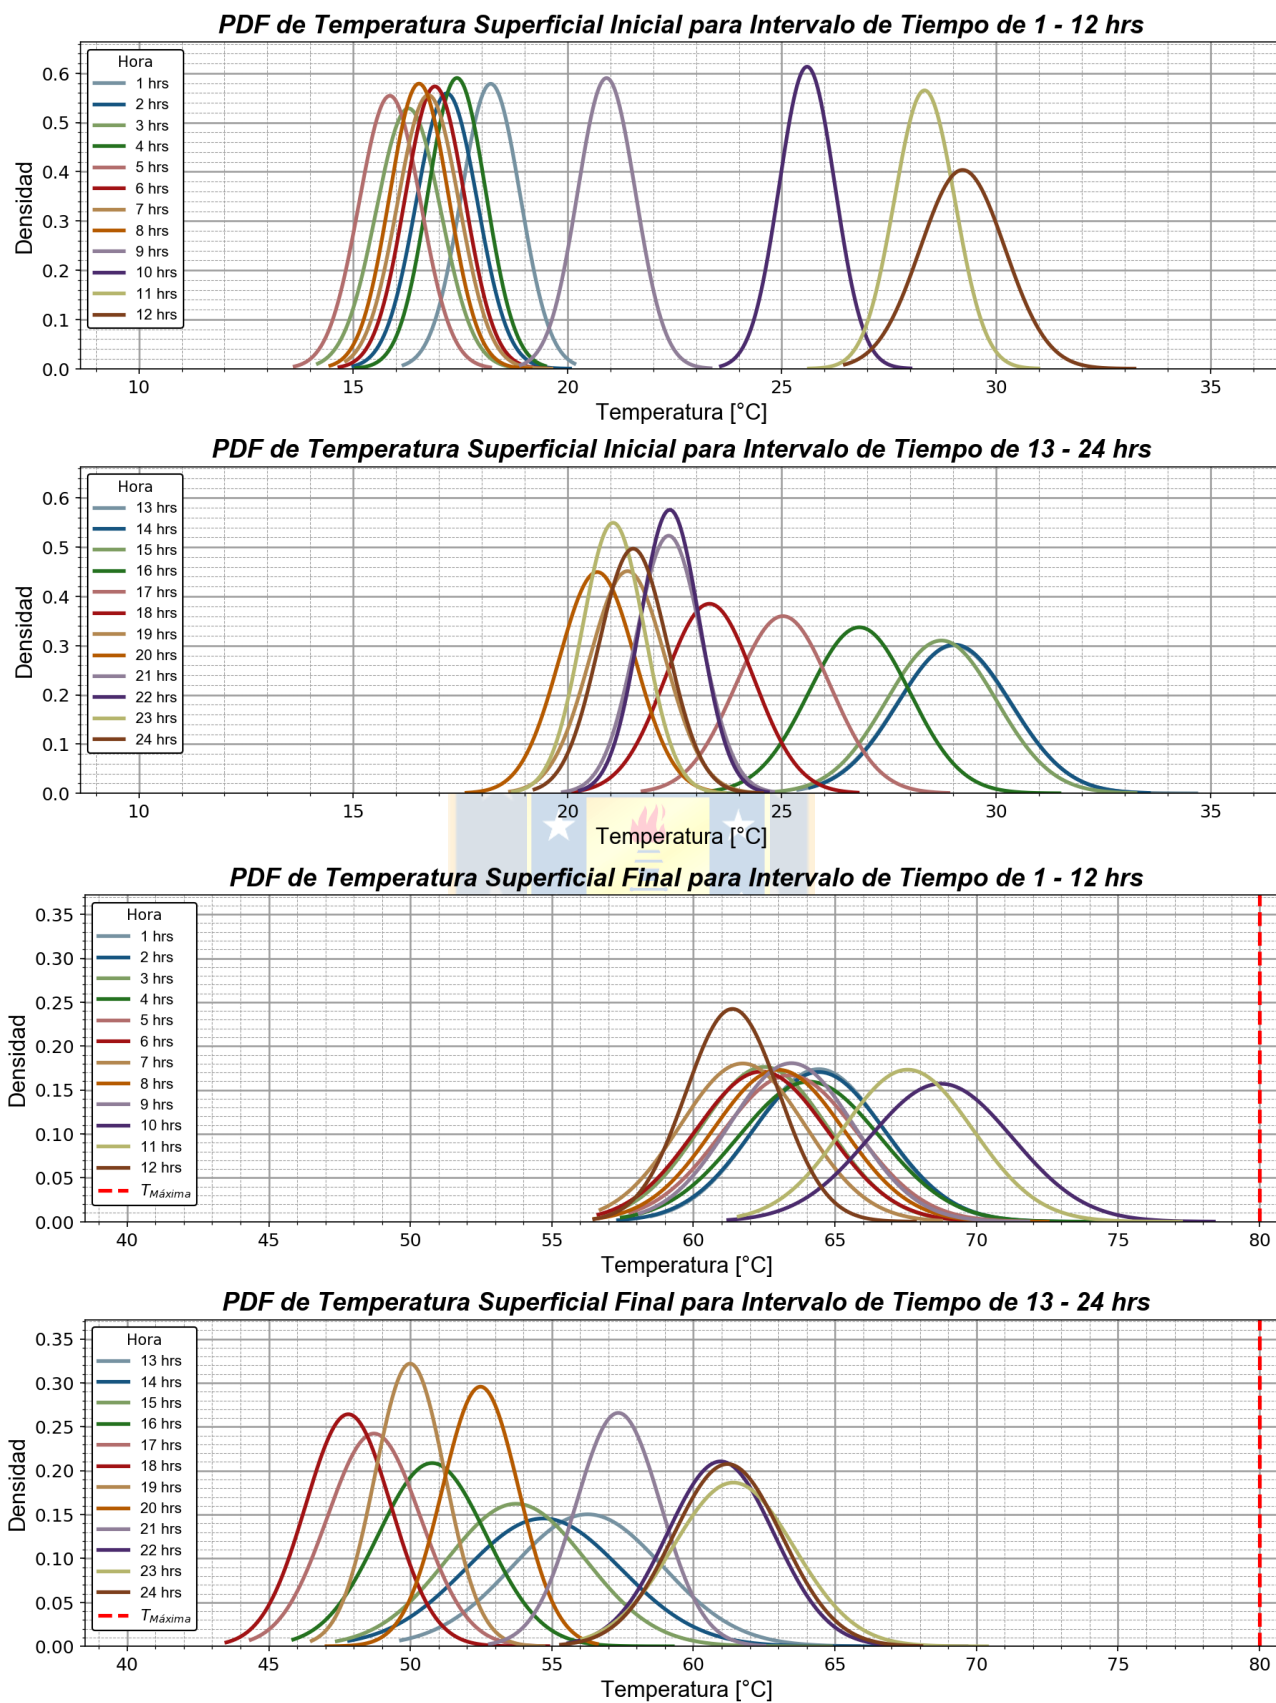 PDF de Temperatura Superficial Inicial para Intervalo de Tiempo de 1 - 12 hrs
Densidad
0.6
0.5
0.4
0.3
0.2
0.1
0.0
Hora
1 hrs
2 hrs
3 hrs
4 hrs
5 hrs
6 hrs
7 hrs
8 hrs
9 hrs
10 hrs
11 hrs
12 hrs
10 15 20 25 30 35
Temperatura [°C]
PDF de Temperatura Superficial Inicial para Intervalo de Tiempo de 13 - 24 hrs
Densidad
0.6
0.5
0.4
0.3
0.2
0.1
0.0
Hora
13 hrs
14 hrs
15 hrs
16 hrs
17 hrs
18 hrs
19 hrs
20 hrs
21 hrs
22 hrs
23 hrs
24 hrs
10 15 20 25 30 35
Temperatura [°C]
PDF de Temperatura Superficial Final para Intervalo de Tiempo de 1 - 12 hrs
Densidad
0.35
0.30
0.25
0.20
0.15
0.10
0.05
0.00
Hora
1 hrs
2 hrs
3 hrs
4 hrs
5 hrs
6 hrs
7 hrs
8 hrs
9 hrs
10 hrs
11 hrs
12 hrs
T Máxima
40 45 50 55 60 65 70 75 80
Temperatura [°C]
PDF de Temperatura Superficial Final para Intervalo de Tiempo de 13 - 24 hrs
Densidad
0.35
0.30
0.25
0.20
0.15
0.10
0.05
0.00
Hora
13 hrs
14 hrs
15 hrs
16 hrs
17 hrs
18 hrs
19 hrs
20 hrs
21 hrs
22 hrs
23 hrs
24 hrs
T Máxima
40 45 50 55 60 65 70 75 80
Temperatura [°C]